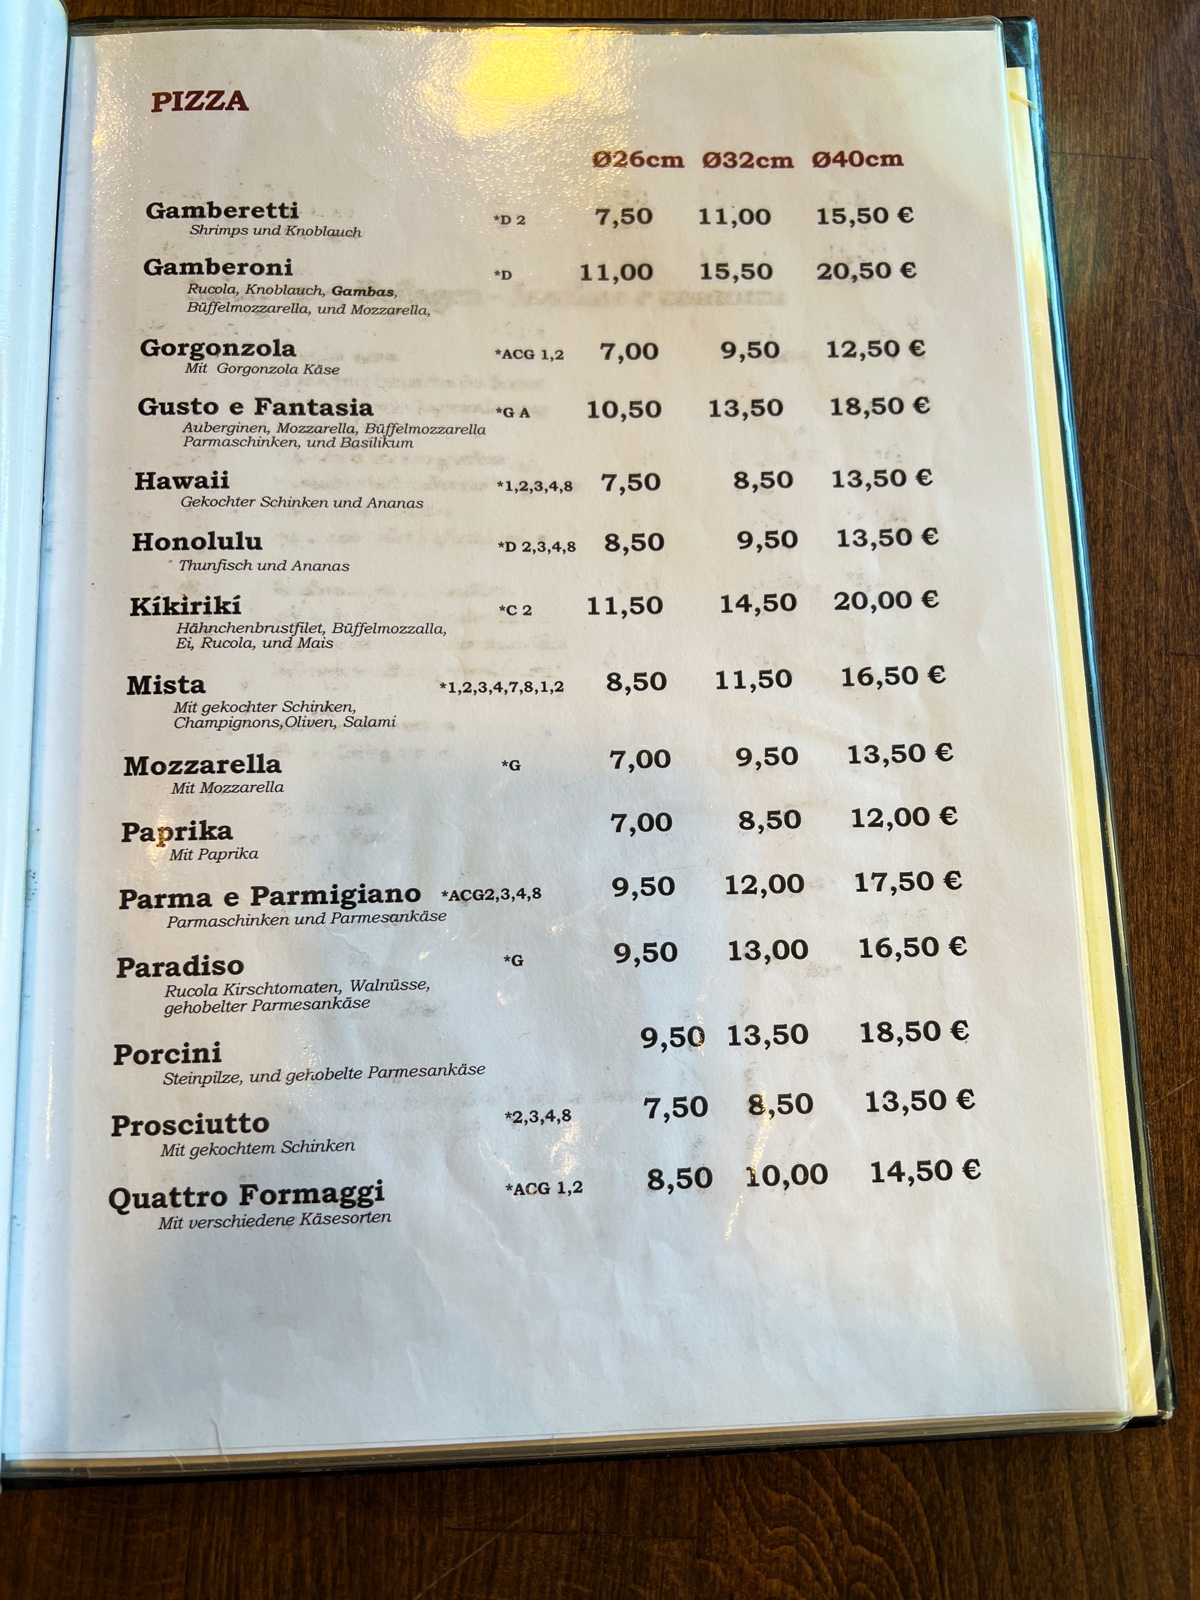 PIZZA
Ø26cm Ø32cm Ø40cm
Gamberetti *D 2 7,50 11,00 15,50 €
Shrimps und Knoblauch
Gamberoni *D 11,00 15,50 20,50 €
Rucola, Knoblauch, Gambas,
Büffelmozzarella, und Mozzarella,
Gorgonzola *ACG 1,2 7,00 9,50 12,50 €
Mit Gorgonzola Käse
Gusto e Fantasia *G A 10,50 13,50 18,50 €
Auberginen, Mozzarella, Büffelmozzarella
Parmaschinken, und Basilikum
Hawaii *1,2,3,4,8 7,50 8,50 13,50 €
Gekochter Schinken und Ananas
Honolulu *D 2,3,4,8 8,50 9,50 13,50 €
Thunfisch und Ananas
Kíkìrikí *C 2 11,50 14,50 20,00 €
Hähnchenbrustfilet, Büffelmozzalla,
Ei, Rucola, und Mais
Mista *1,2,3,4,7,8,1,2 8,50 11,50 16,50 €
Mit gekochter Schinken,
Champignons,Oliven, Salami
Mozzarella *G 7,00 9,50 13,50 €
Mit Mozzarella
Paprika 7,00 8,50 12,00 €
Mit Paprika
Parma e Parmigiano *ACG2,3,4,8 9,50 12,00 17,50 €
Parmaschinken und Parmesankäse
Paradiso *G 9,50 13,00 16,50 €
Rucola Kirschtomaten, Walnüsse,
gehobelter Parmesankäse
Porcini 9,50 13,50 18,50 €
Steinpilze, und gehobelte Parmesankäse
Prosciutto *2,3,4,8 7,50 8,50 13,50 €
Mit gekochtem Schinken
Quattro Formaggi *ACG 1,2 8,50 10,00 14,50 €
Mit verschiedene Käsesorten